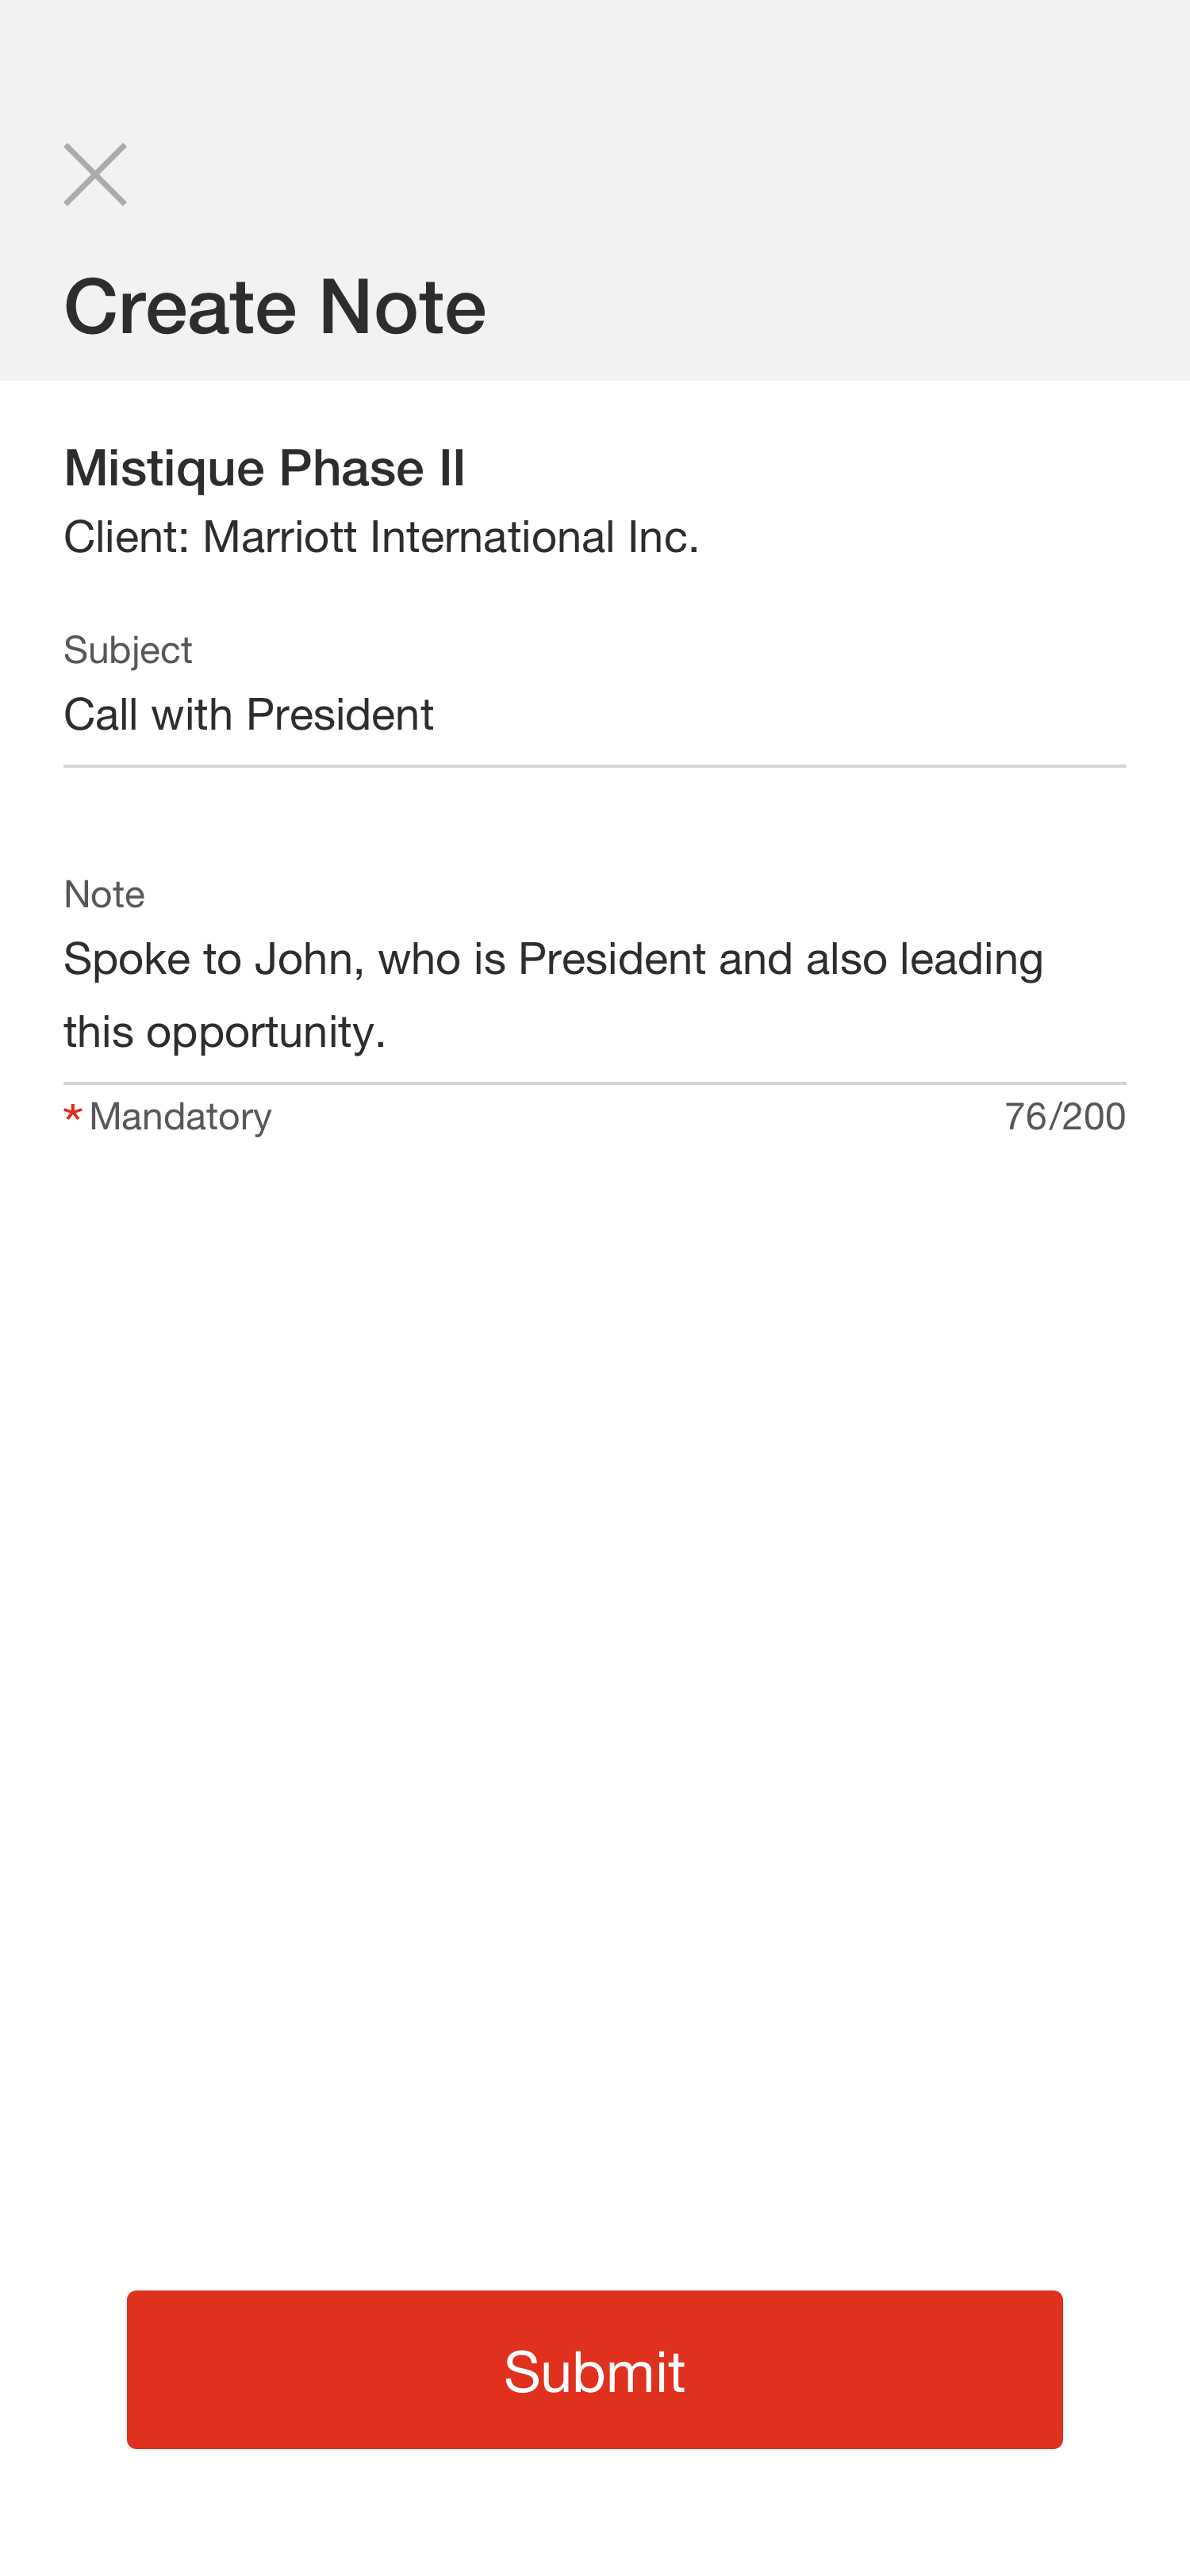 Create Note
Mistique Phase II
Client: Marriott International Inc.
Subject
Call with President
Note
Spoke to John, who is President and also leading
this opportunity.
* Mandatory 76/200
Submit